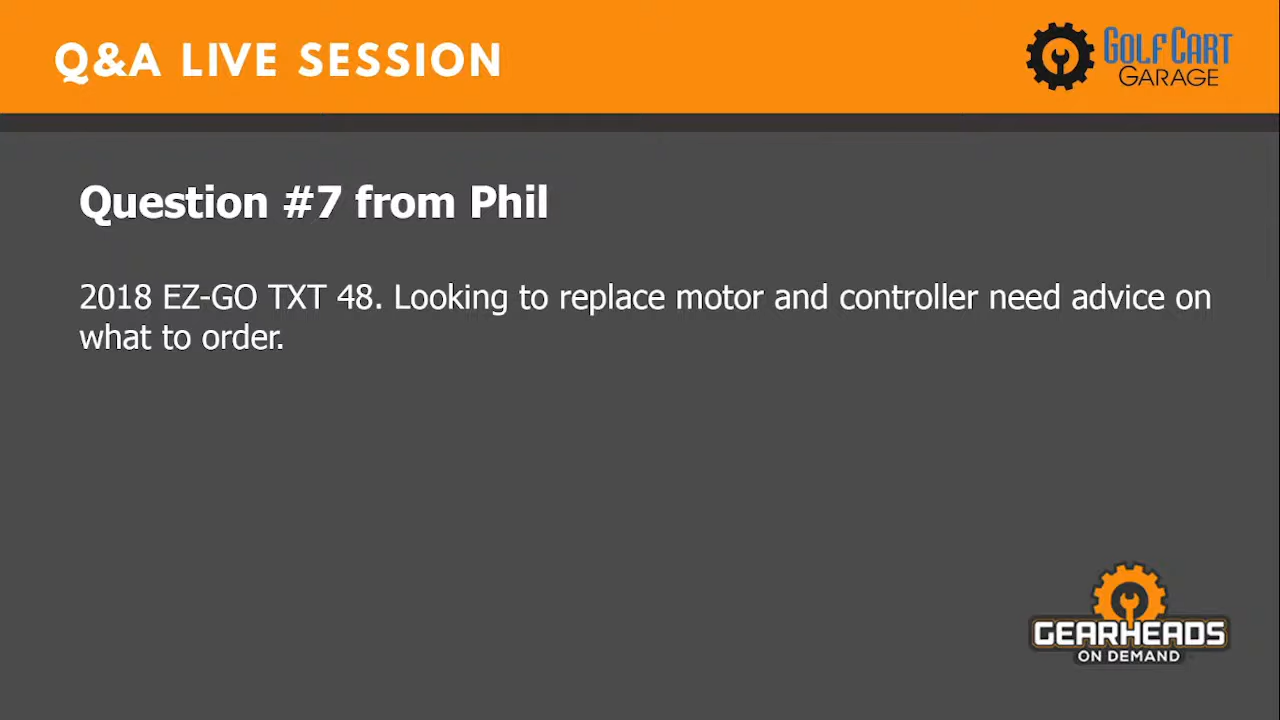 Q&A LIVE SESSION
GOLF CART
GARAGE
Question #7 from Phil
2018 EZ-GO TXT 48. Looking to replace motor and controller need advice on
what to order.
GEARHEADS
ON DEMAND